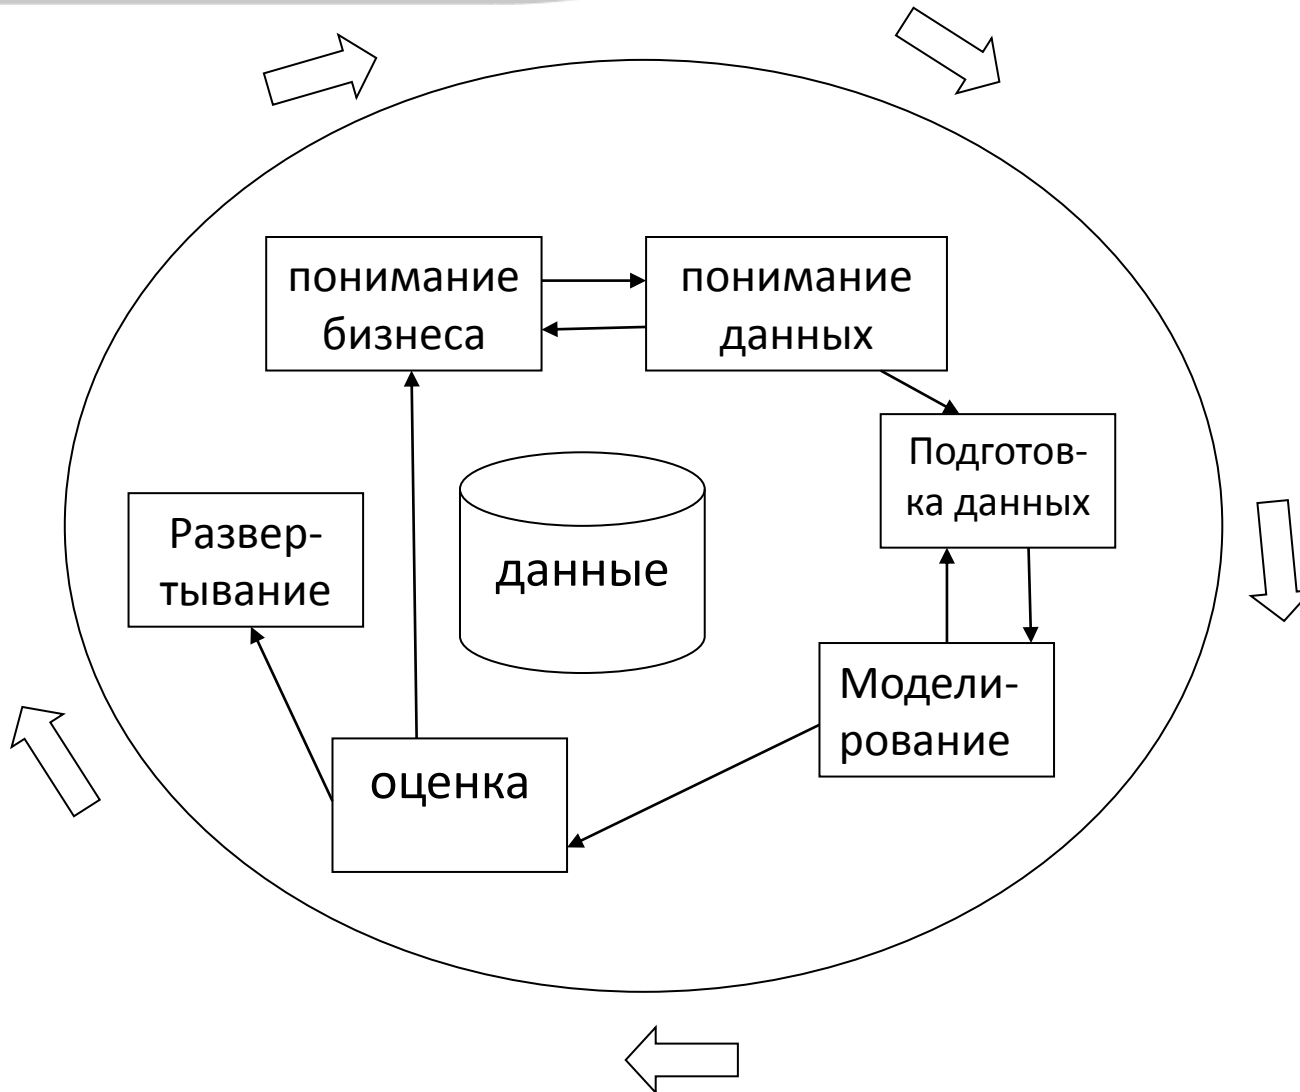 понимание
бизнеса
понимание
данных
Подготов-
ка данных
Развер-
тывание
данные
Модели-
рование
оценка